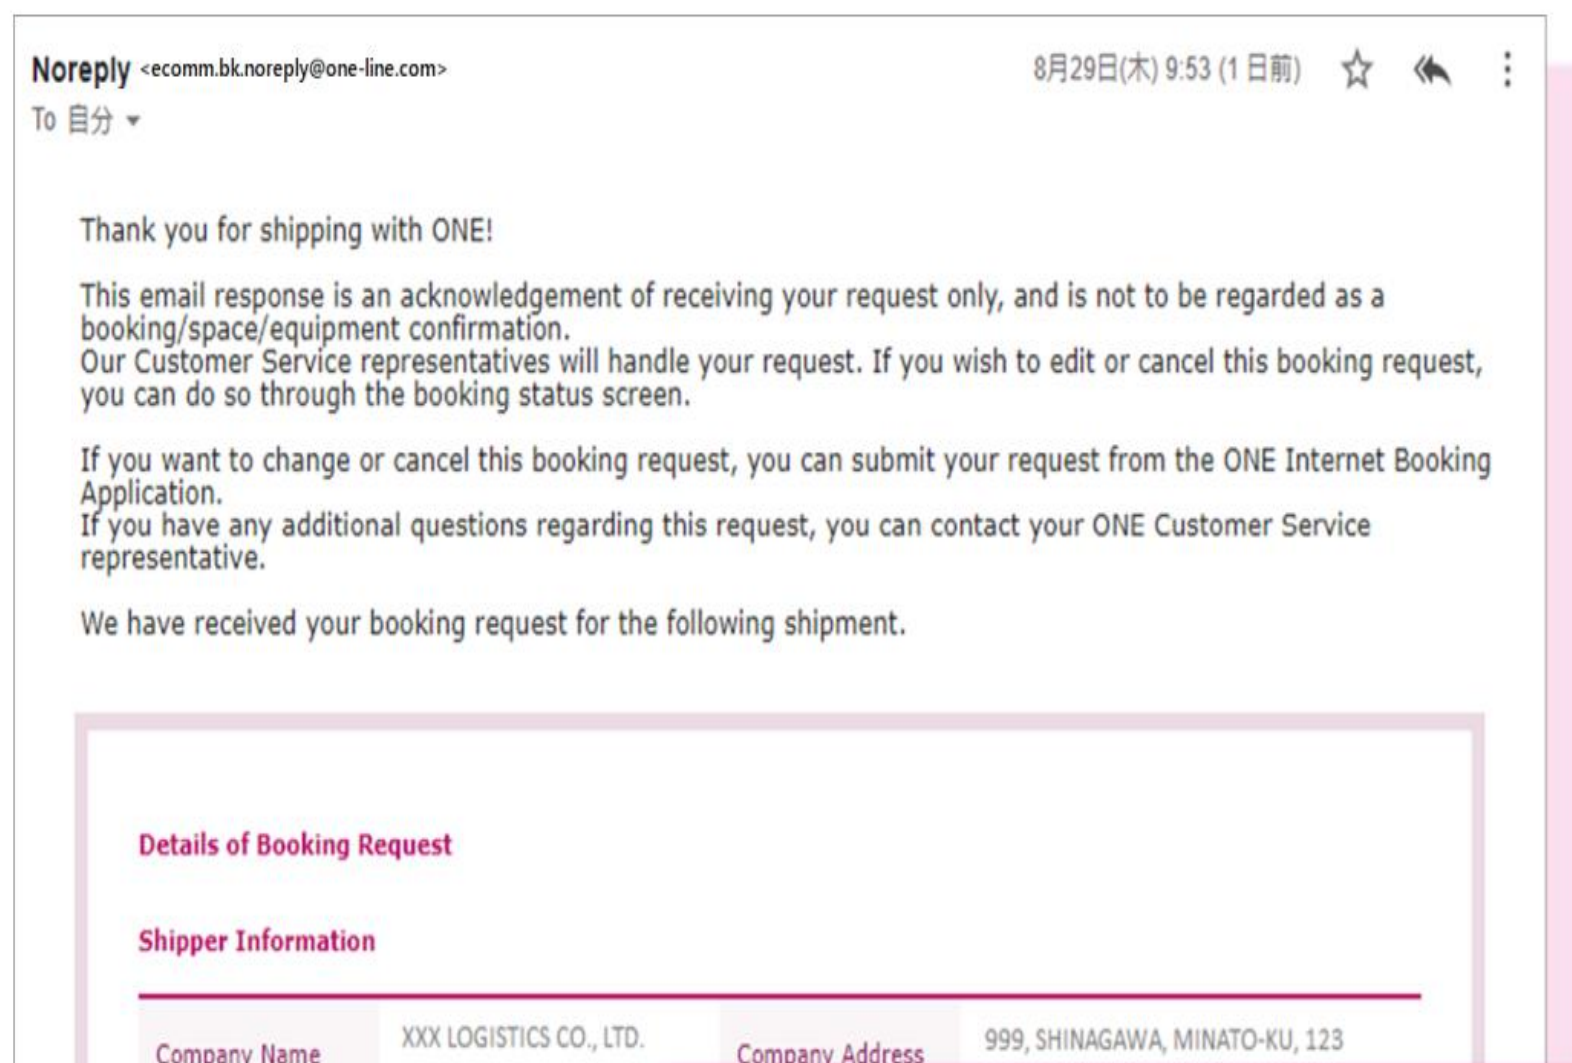 Noreply <ecomm.bk.noreply@one-line.com>
8月29日(木) 9:53 (1 日前)
To 自分
Thank you for shipping with ONE!
This email response is an acknowledgement of receiving your request only, and is not to be regarded as a
booking/space/equipment confirmation.
Our Customer Service representatives will handle your request. If you wish to edit or cancel this booking request,
you can do so through the booking status screen.
If you want to change or cancel this booking request, you can submit your request from the ONE Internet Booking
Application.
If you have any additional questions regarding this request, you can contact your ONE Customer Service
representative.
We have received your booking request for the following shipment.
Details of Booking Request
Shipper Information
Company Name XXX LOGISTICS CO., LTD. Company Address 999, SHINAGAWA, MINATO-KU, 123